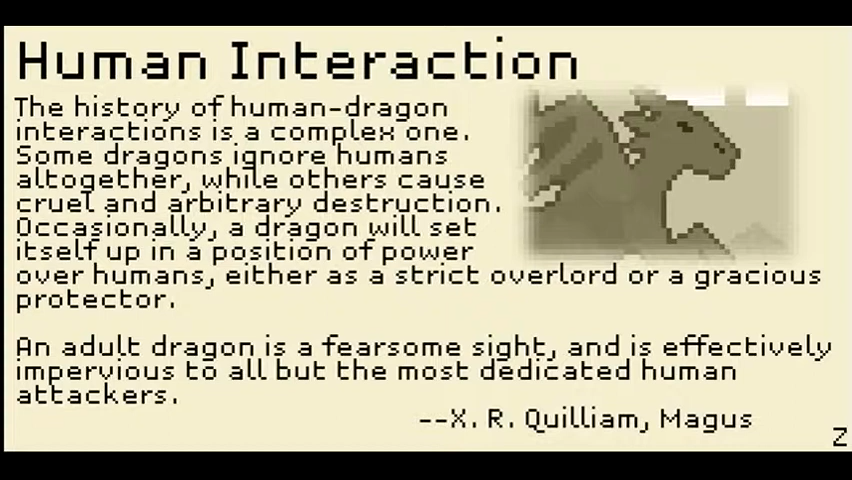 Human Interaction
The history of human-dragon
interactions is a complex one.
Some dragons ignore humans
altogether, while others cause
cruel and arbitrary destruction.
Occasionally, a dragon will set
itself up in a position of power
over humans, either as a strict overlord or a gracious
protector.
An adult dragon is a fearsome sight, and is effectively
impervious to all but the most dedicated human
attackers.
--X. R. Quilliam, Magus
Z